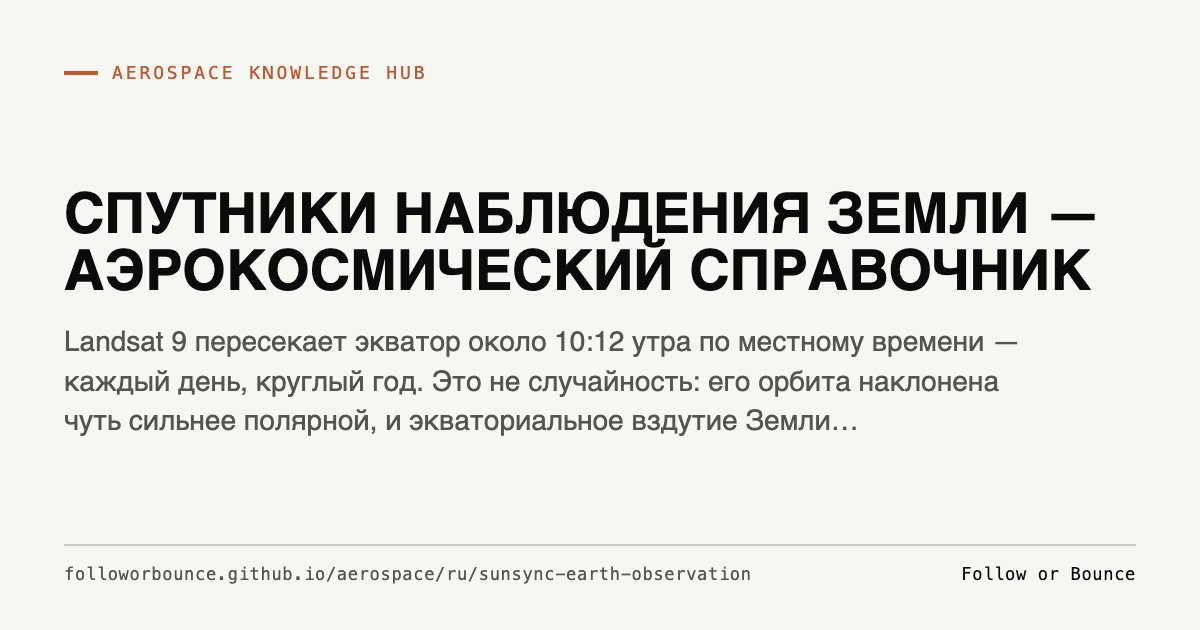 AEROSPACE KNOWLEDGE HUB
СПУТНИКИ НАБЛЮДЕНИЯ ЗЕМЛИ —
АЭРОКОСМИЧЕСКИЙ СПРАВОЧНИК
Landsat 9 пересекает экватор около 10:12 утра по местному времени —
каждый день, круглый год. Это не случайность: его орбита наклонена
чуть сильнее полярной, и экваториальное вздутие Земли…
followorbounce.github.io/aerospace/ru/sunsync-earth-observation
Follow or Bounce